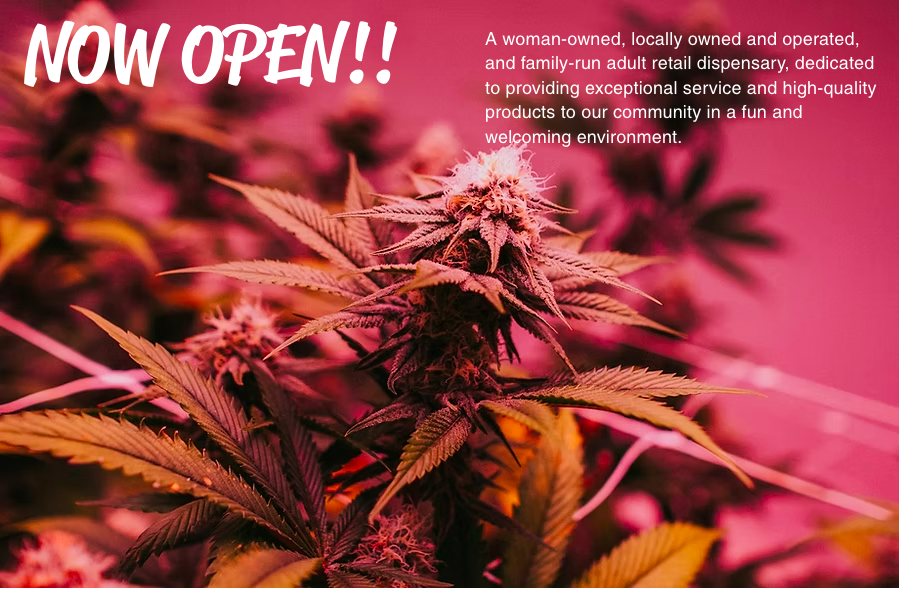 NOW OPEN!!
A woman-owned, locally owned and operated,
and family-run adult retail dispensary, dedicated
to providing exceptional service and high-quality
products to our community in a fun and
welcoming environment.